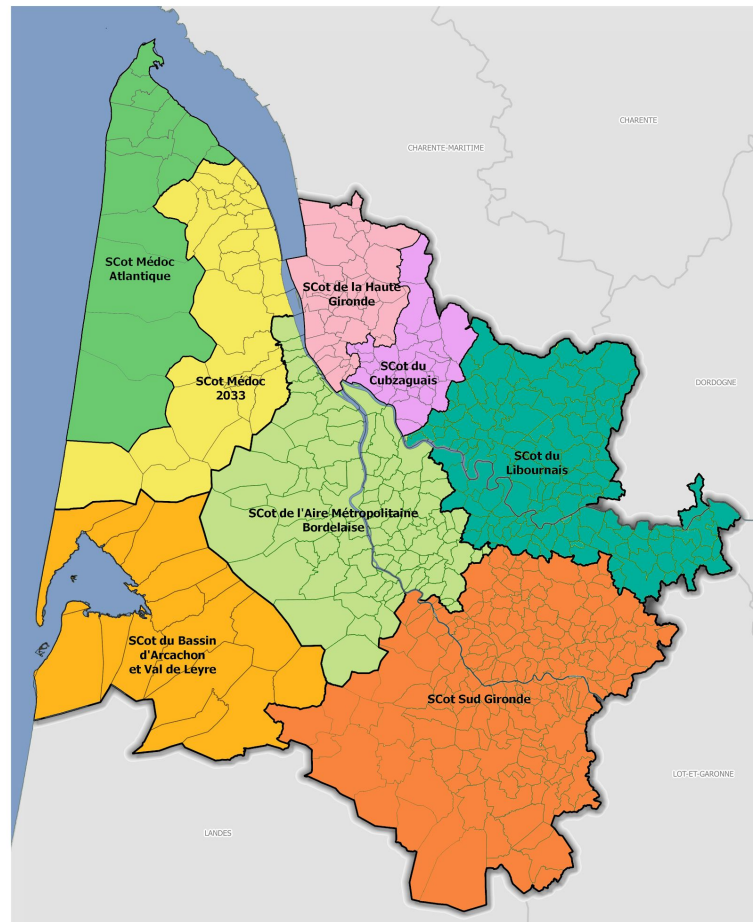 CHARENTE
CHARENTE-MARITIME
SCot Médoc
Atlantique
SCot de la Haute
Gironde
SCot du
Cubzaguais
SCot Médoc
2033
DORDOGNE
SCot du
Libournais
SCot de l'Aire Métropolitaine
Bordelaise
SCot du Bassin
d'Arcachon
et Val de Leyre
SCot Sud Gironde
LOT-ET-GARONNE
LANDES